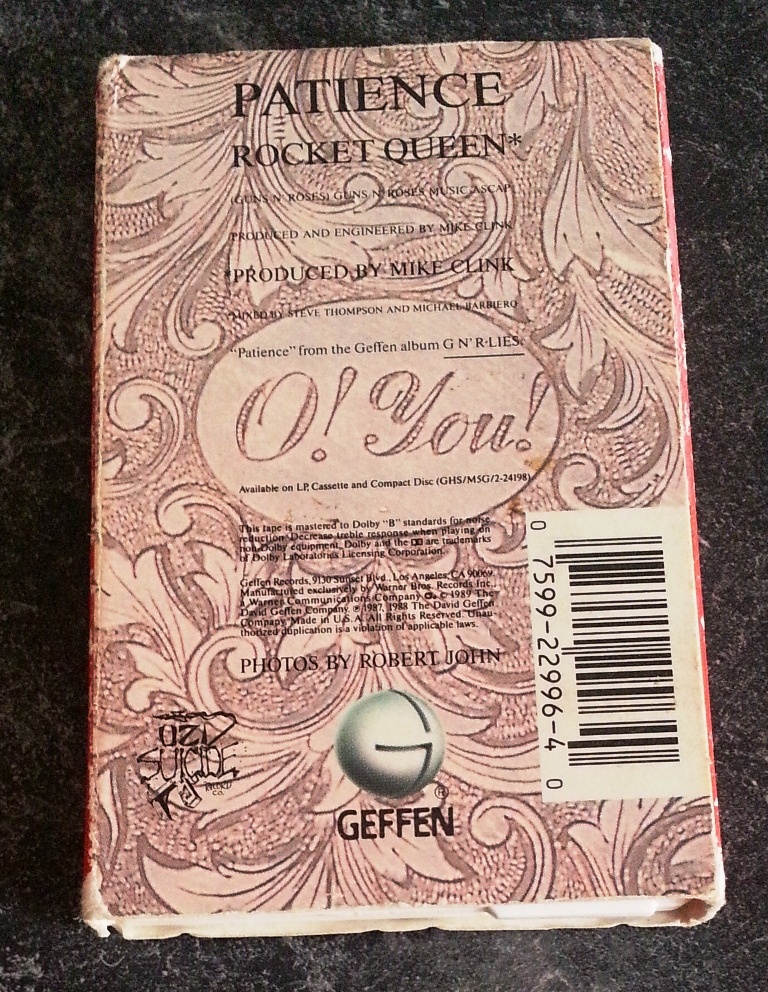 PATIENCE
ROCKET QUEEN*
(GUNS N' ROSES) GUNS N' ROSES MUSIC ASCAP
PRODUCED AND ENGINEERED BY MIKE CLINK
*PRODUCED BY MIKE CLINK
*MIXED BY STEVE THOMPSON AND MICHAEL BARBIERO
"Patience" from the Geffen album G N' R·LIES.
O! You!
Available on LP, Cassette and Compact Disc (GHS/M5G/2-24198)
This tape is mastered to Dolby "B" standards for noise
reduction. Decrease treble response when playing on
non-Dolby equipment. Dolby and the are trademarks
of Dolby Laboratories Licensing Corporation.
Geffen Records, 9130 Sunset Blvd., Los Angeles, CA 90069.
Manufactured exclusively by Warner Bros. Records Inc.,
a Warner Communications Company. © 1989 The
David Geffen Company. ℗ 1987, 1988 The David Geffen
Company. Made in U.S.A. All Rights Reserved. Unau-
thorized duplication is a violation of applicable laws.
PHOTOS BY ROBERT JOHN
0 7599-22996-4 0
UZI
SUICIDE
RECORD
CO.
®
GEFFEN